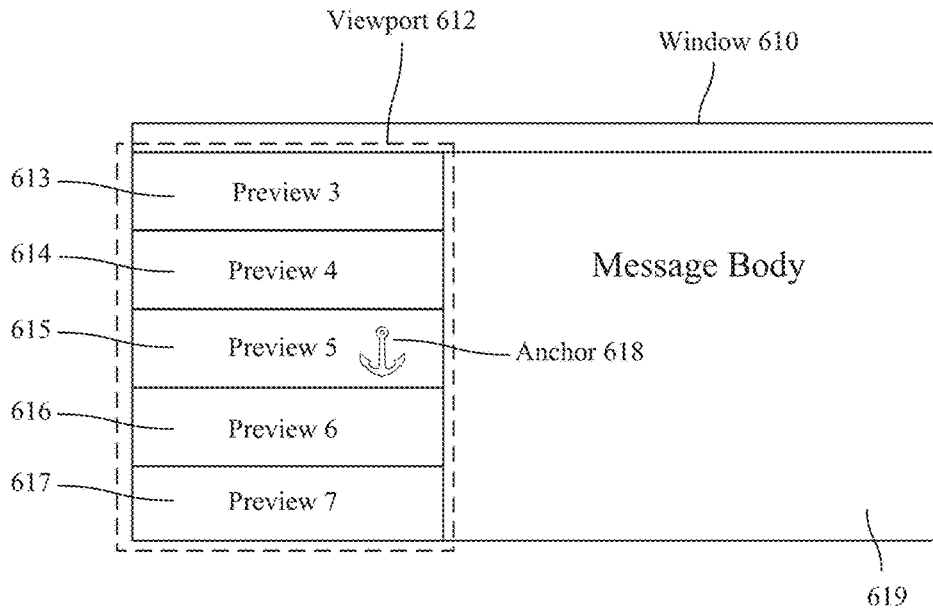 Viewport 612
Window 610
613
Preview 3
614
Preview 4
Message Body
615
Preview 5
Anchor 618
616
Preview 6
617
Preview 7
619